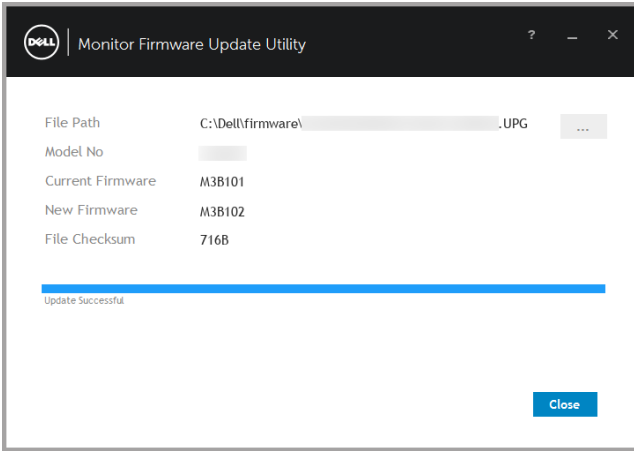 DELL Monitor Firmware Update Utility ? _ ✕
File Path C:\Dell\firmware\ .UPG ...
Model No
Current Firmware M3B101
New Firmware M3B102
File Checksum 716B
Update Successful
Close